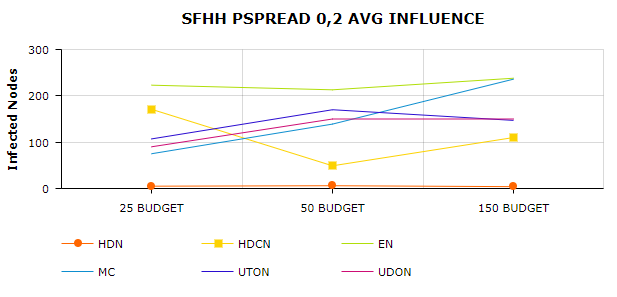 SFHH PSPREAD 0,2 AVG INFLUENCE
Infected Nodes
300
200
100
0
25 BUDGET 50 BUDGET 150 BUDGET
HDN HDCN EN
MC UTON UDON